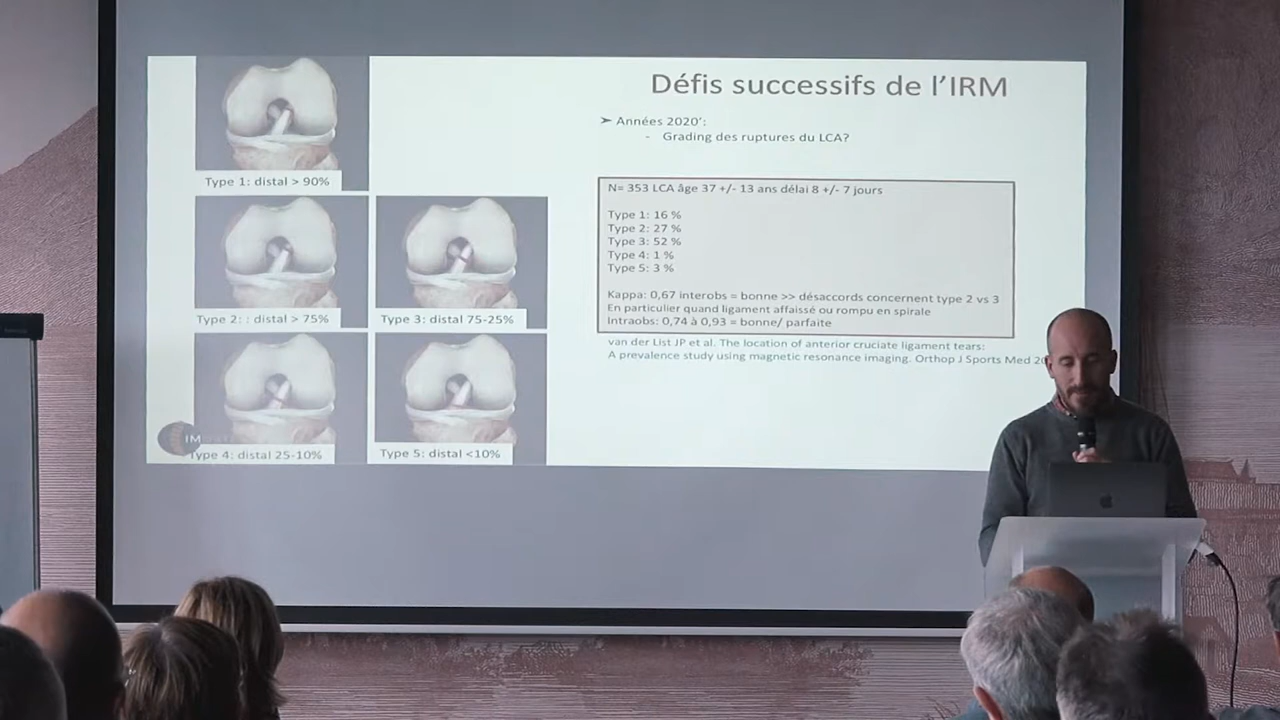 Défis successifs de l'IRM
➤ Années 2020':
- Grading des ruptures du LCA?
Type 1: distal > 90%
Type 2: : distal > 75%
Type 3: distal 75-25%
Type 4: distal 25-10%
Type 5: distal <10%
N= 353 LCA âge 37 +/- 13 ans délai 8 +/- 7 jours
Type 1: 16 %
Type 2: 27 %
Type 3: 52 %
Type 4: 1 %
Type 5: 3 %
Kappa: 0,67 interobs = bonne >> désaccords concernent type 2 vs 3
En particulier quand ligament affaissé ou rompu en spirale
Intraobs: 0,74 à 0,93 = bonne/ parfaite
van der List JP et al. The location of anterior cruciate ligament tears:
A prevalence study using magnetic resonance imaging. Orthop J Sports Med 20
IM